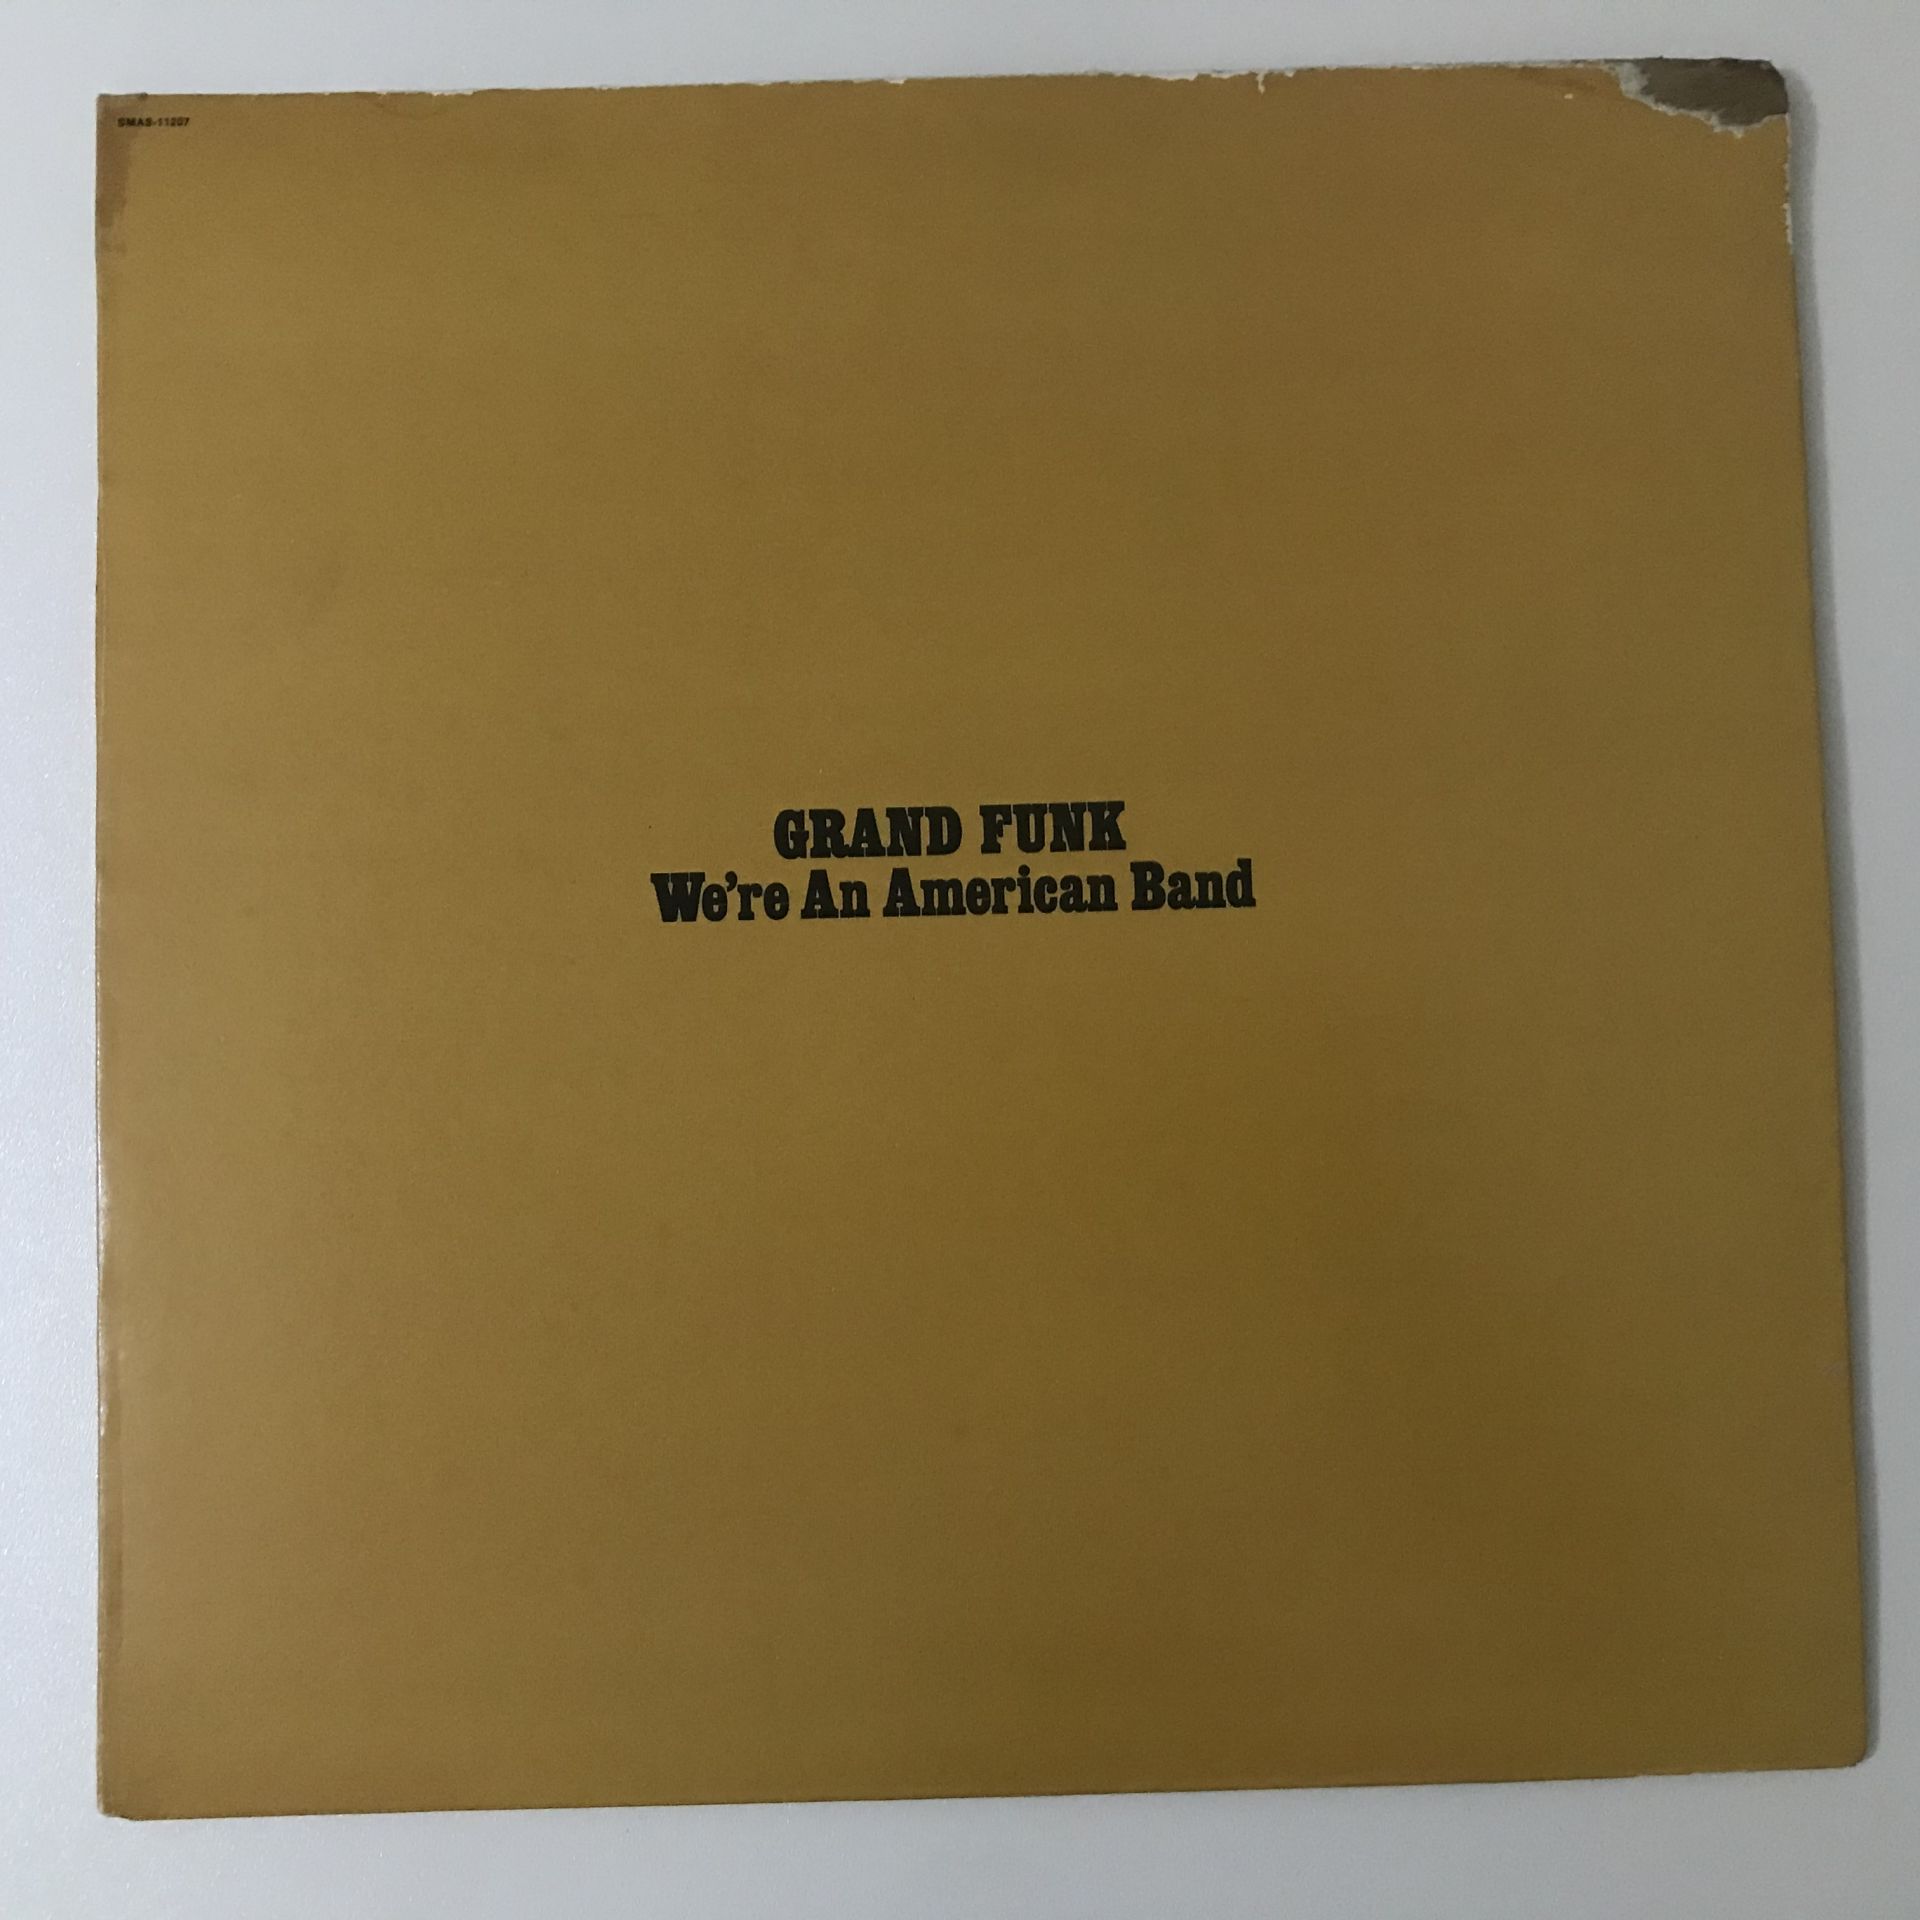 SMAS-11207
GRAND FUNK
We're An American Band